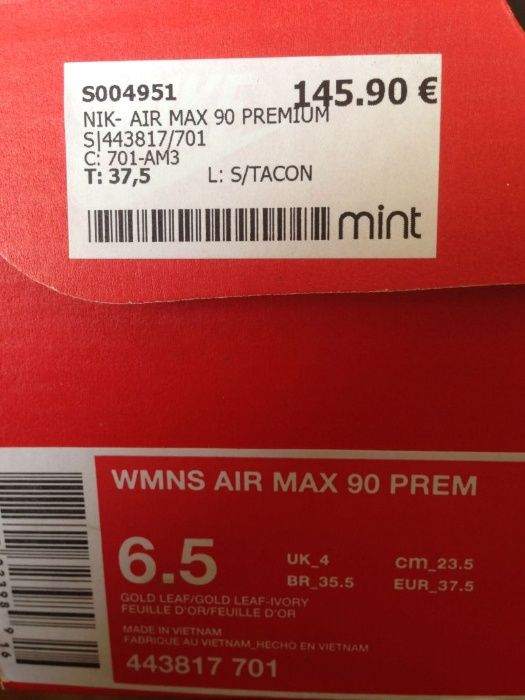 S004951
145.90 €
NIK- AIR MAX 90 PREMIUM
S|443817/701
C: 701-AM3
T: 37,5 L: S/TACON
mint
WMNS AIR MAX 90 PREM
6.5
UK_4 cm_23.5
BR_35.5 EUR_37.5
GOLD LEAF/GOLD LEAF-IVORY
FEUILLE D'OR/FEUILLE D'OR
MADE IN VIETNAM
FABRIQUE AU VIETNAM_HECHO EN VIETNAM
443817 701